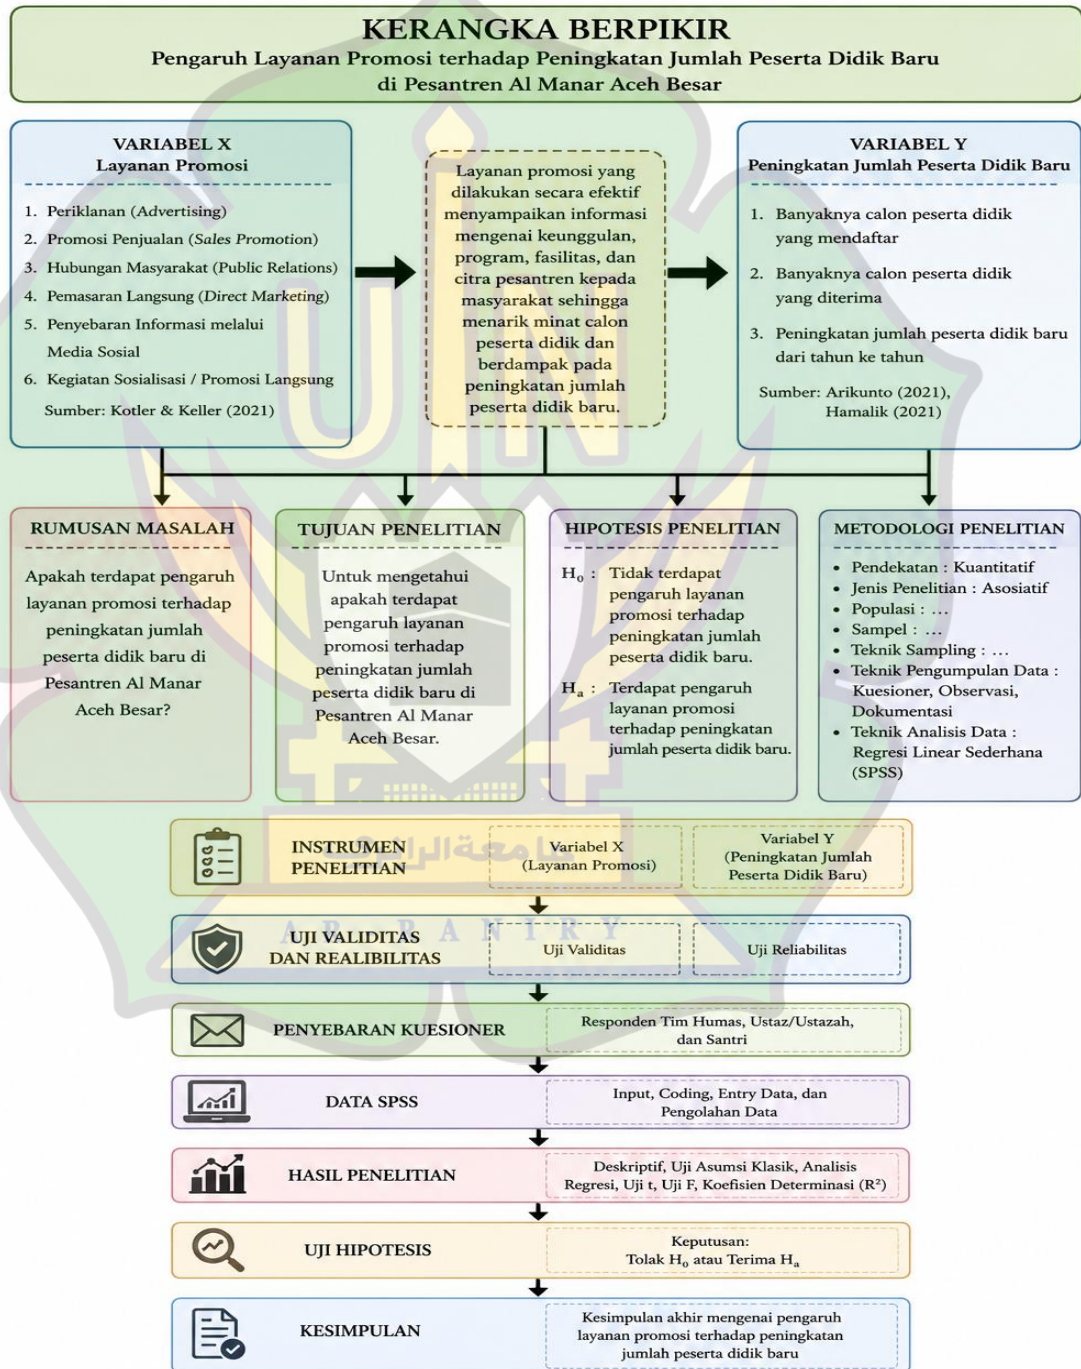 KERANGKA BERPIKIR
Pengaruh Layanan Promosi terhadap Peningkatan Jumlah Peserta Didik Baru
di Pesantren Al Manar Aceh Besar
VARIABEL X
Layanan Promosi
1. Periklanan (Advertising)
2. Promosi Penjualan (Sales Promotion)
3. Hubungan Masyarakat (Public Relations)
4. Pemasaran Langsung (Direct Marketing)
5. Penyebaran Informasi melalui
Media Sosial
6. Kegiatan Sosialisasi / Promosi Langsung
Sumber: Kotler & Keller (2021)
Layanan promosi yang
dilakukan secara efektif
menyampaikan informasi
mengenai keunggulan,
program, fasilitas, dan
citra pesantren kepada
masyarakat sehingga
menarik minat calon
peserta didik dan
berdampak pada
peningkatan jumlah
peserta didik baru.
VARIABEL Y
Peningkatan Jumlah Peserta Didik Baru
1. Banyaknya calon peserta didik
yang mendaftar
2. Banyaknya calon peserta didik
yang diterima
3. Peningkatan jumlah peserta didik baru
dari tahun ke tahun
Sumber: Arikunto (2021),
Hamalik (2021)
UIN
RUMUSAN MASALAH
Apakah terdapat pengaruh
layanan promosi terhadap
peningkatan jumlah
peserta didik baru di
Pesantren Al Manar
Aceh Besar?
TUJUAN PENELITIAN
Untuk mengetahui
apakah terdapat
pengaruh layanan
promosi terhadap
peningkatan jumlah
peserta didik baru di
Pesantren Al Manar
Aceh Besar.
HIPOTESIS PENELITIAN
H₀ : Tidak terdapat
pengaruh layanan
promosi terhadap
peningkatan jumlah
peserta didik baru.
Hₐ : Terdapat pengaruh
layanan promosi
terhadap peningkatan
jumlah peserta didik baru.
METODOLOGI PENELITIAN
• Pendekatan : Kuantitatif
• Jenis Penelitian : Asosiatif
• Populasi : …
• Sampel : …
• Teknik Sampling : …
• Teknik Pengumpulan Data :
Kuesioner, Observasi,
Dokumentasi
• Teknik Analisis Data :
Regresi Linear Sederhana
(SPSS)
INSTRUMEN
PENELITIAN
Variabel X
(Layanan Promosi)
Variabel Y
(Peningkatan Jumlah
Peserta Didik Baru)
جامعة الرانري
UJI VALIDITAS
DAN REALIBILITAS
Uji Validitas
Uji Reliabilitas
AR-RANIRY
PENYEBARAN KUESIONER
Responden Tim Humas, Ustaz/Ustazah,
dan Santri
DATA SPSS
Input, Coding, Entry Data, dan
Pengolahan Data
HASIL PENELITIAN
Deskriptif, Uji Asumsi Klasik, Analisis
Regresi, Uji t, Uji F, Koefisien Determinasi (R²)
UJI HIPOTESIS
Keputusan:
Tolak H₀ atau Terima Hₐ
KESIMPULAN
Kesimpulan akhir mengenai pengaruh
layanan promosi terhadap peningkatan
jumlah peserta didik baru